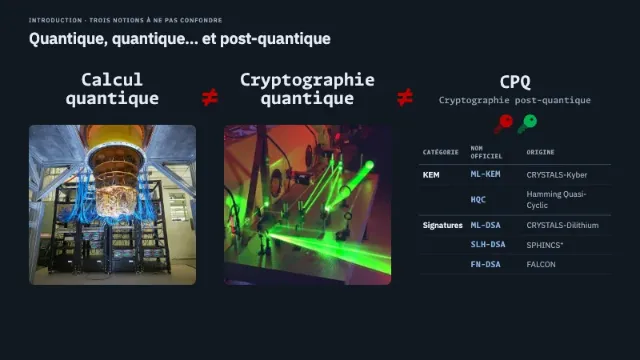 INTRODUCTION · TROIS NOTIONS À NE PAS CONFONDRE
Quantique, quantique... et post-quantique
Calcul
quantique
≠
Cryptographie
quantique
≠
CPQ
Cryptographie post-quantique
CATÉGORIE NOM OFFICIEL ORIGINE
KEM ML-KEM CRYSTALS-Kyber
HQC Hamming Quasi-
Cyclic
Signatures ML-DSA CRYSTALS-Dilithium
SLH-DSA SPHINCS⁺
FN-DSA FALCON